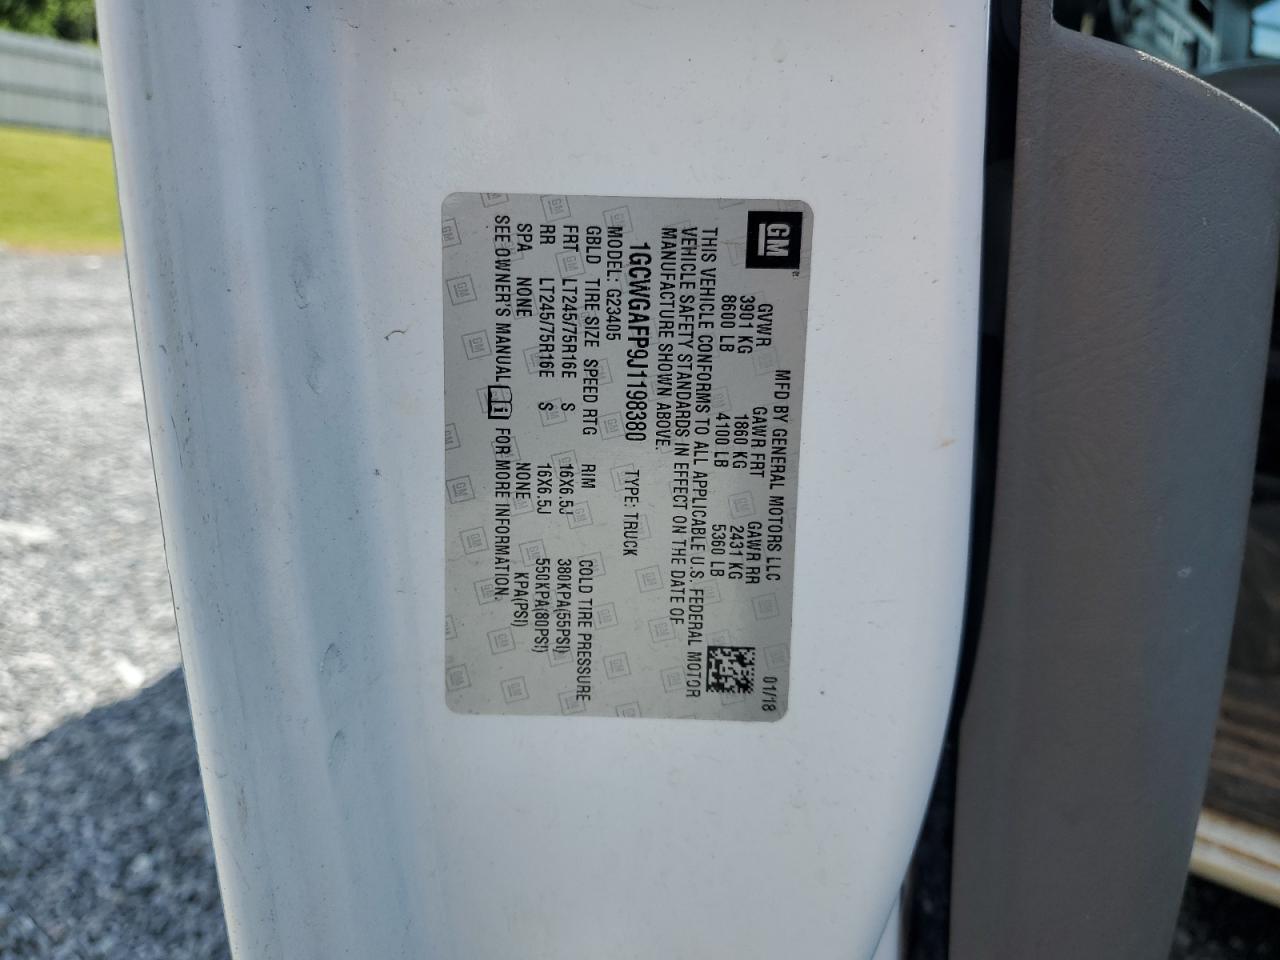 GM
MFD BY GENERAL MOTORS LLC 01/18
GVWR GAWR FRT GAWR RR
3901 KG 1860 KG 2431 KG
8600 LB 4100 LB 5360 LB
THIS VEHICLE CONFORMS TO ALL APPLICABLE U.S. FEDERAL MOTOR
VEHICLE SAFETY STANDARDS IN EFFECT ON THE DATE OF
MANUFACTURE SHOWN ABOVE.
1GCWGAFP9J1198380 TYPE: TRUCK
MODEL: G23405
GBLD TIRE SIZE SPEED RTG RIM COLD TIRE PRESSURE
FRT LT245/75R16E S 16X6.5J 380KPA(55PSI)
RR LT245/75R16E S 16X6.5J 550KPA(80PSI)
SPA NONE NONE KPA(PSI)
SEE OWNER'S MANUAL i FOR MORE INFORMATION.